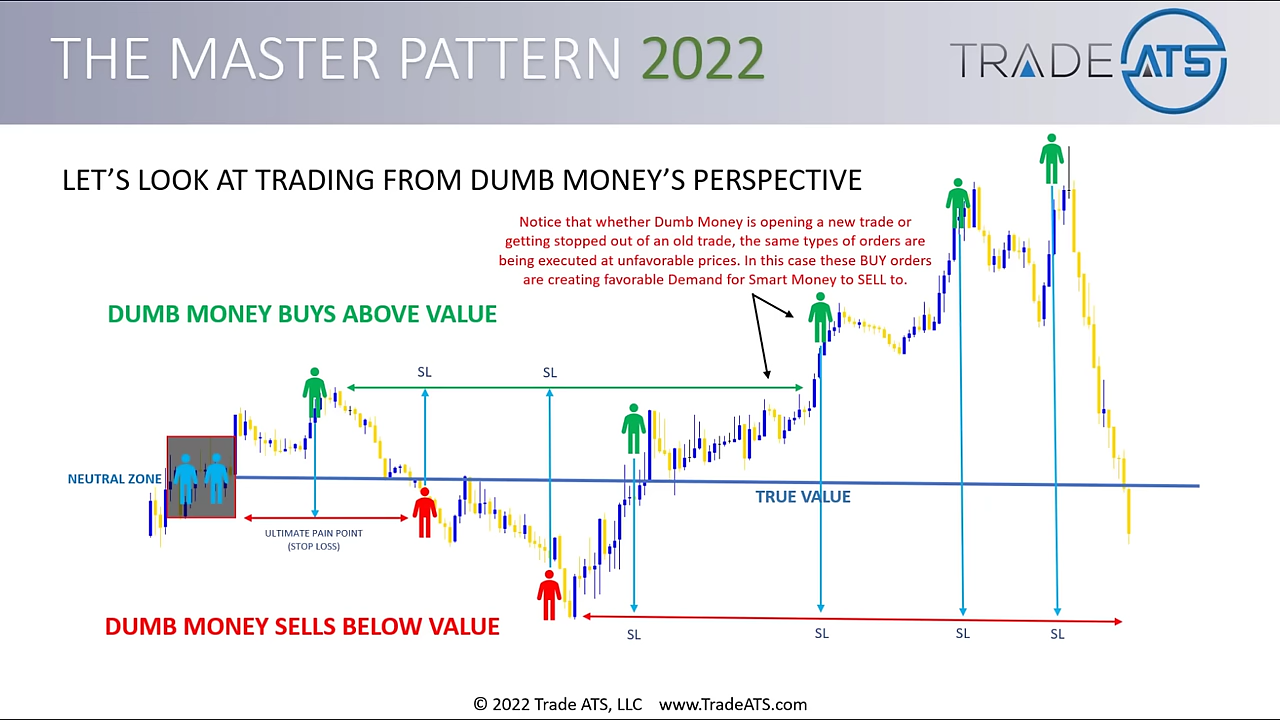 THE MASTER PATTERN 2022
TRADE ATS
LET'S LOOK AT TRADING FROM DUMB MONEY'S PERSPECTIVE
Notice that whether Dumb Money is opening a new trade or
getting stopped out of an old trade, the same types of orders are
being executed at unfavorable prices. In this case these BUY orders
are creating favorable Demand for Smart Money to SELL to.
DUMB MONEY BUYS ABOVE VALUE
SL
SL
NEUTRAL ZONE
TRUE VALUE
ULTIMATE PAIN POINT
(STOP LOSS)
DUMB MONEY SELLS BELOW VALUE
SL
SL
SL
SL
© 2022 Trade ATS, LLC www.TradeATS.com